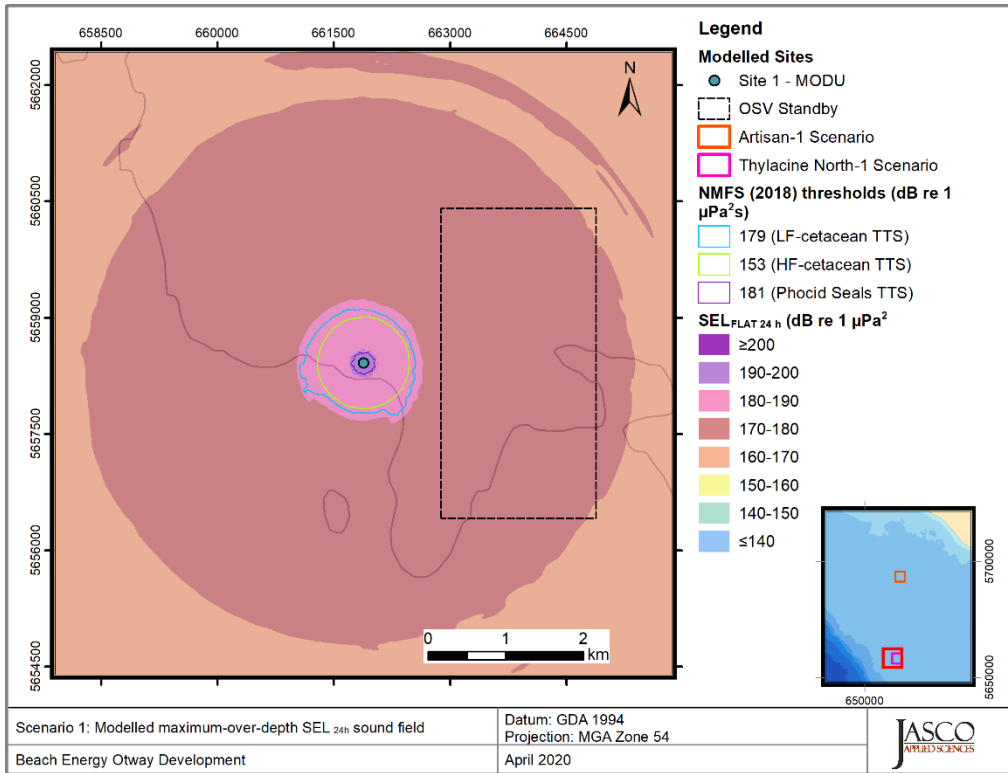 658500 660000 661500 663000 664500
5662000
5660500
5659000
5657500
5656000
5654500
N
0 1 2
km
Legend
Modelled Sites
Site 1 - MODU
OSV Standby
Artisan-1 Scenario
Thylacine North-1 Scenario
NMFS (2018) thresholds (dB re 1
µPa²s)
179 (LF-cetacean TTS)
153 (HF-cetacean TTS)
181 (Phocid Seals TTS)
SEL FLAT 24 h (dB re 1 µPa²
≥200
190-200
180-190
170-180
160-170
150-160
140-150
≤140
5700000
5650000
650000
Scenario 1: Modelled maximum-over-depth SEL 24h sound field
Datum: GDA 1994
Projection: MGA Zone 54
Beach Energy Otway Development
April 2020
JASCO
APPLIED SCIENCES